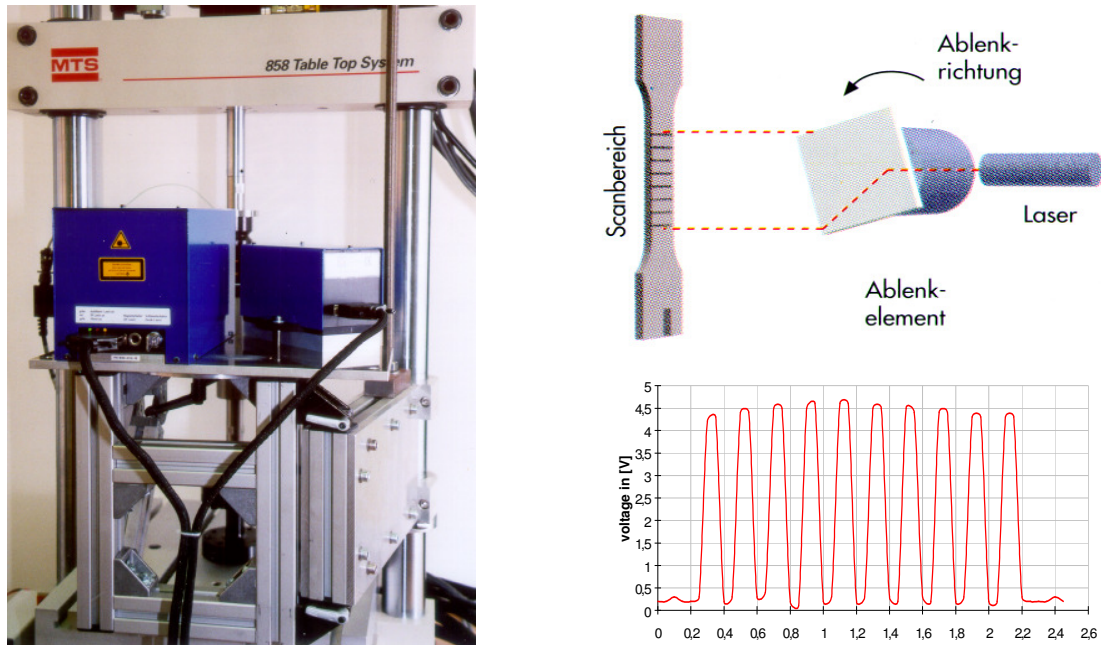 MTS
858 Table Top System
Ablenk-
richtung
Scanbereich
Laser
Ablenk-
element
voltage in [V]
5
4,5
4
3,5
3
2,5
2
1,5
1
0,5
0
0
0,2
0,4
0,6
0,8
1
1,2
1,4
1,6
1,8
2
2,2
2,4
2,6